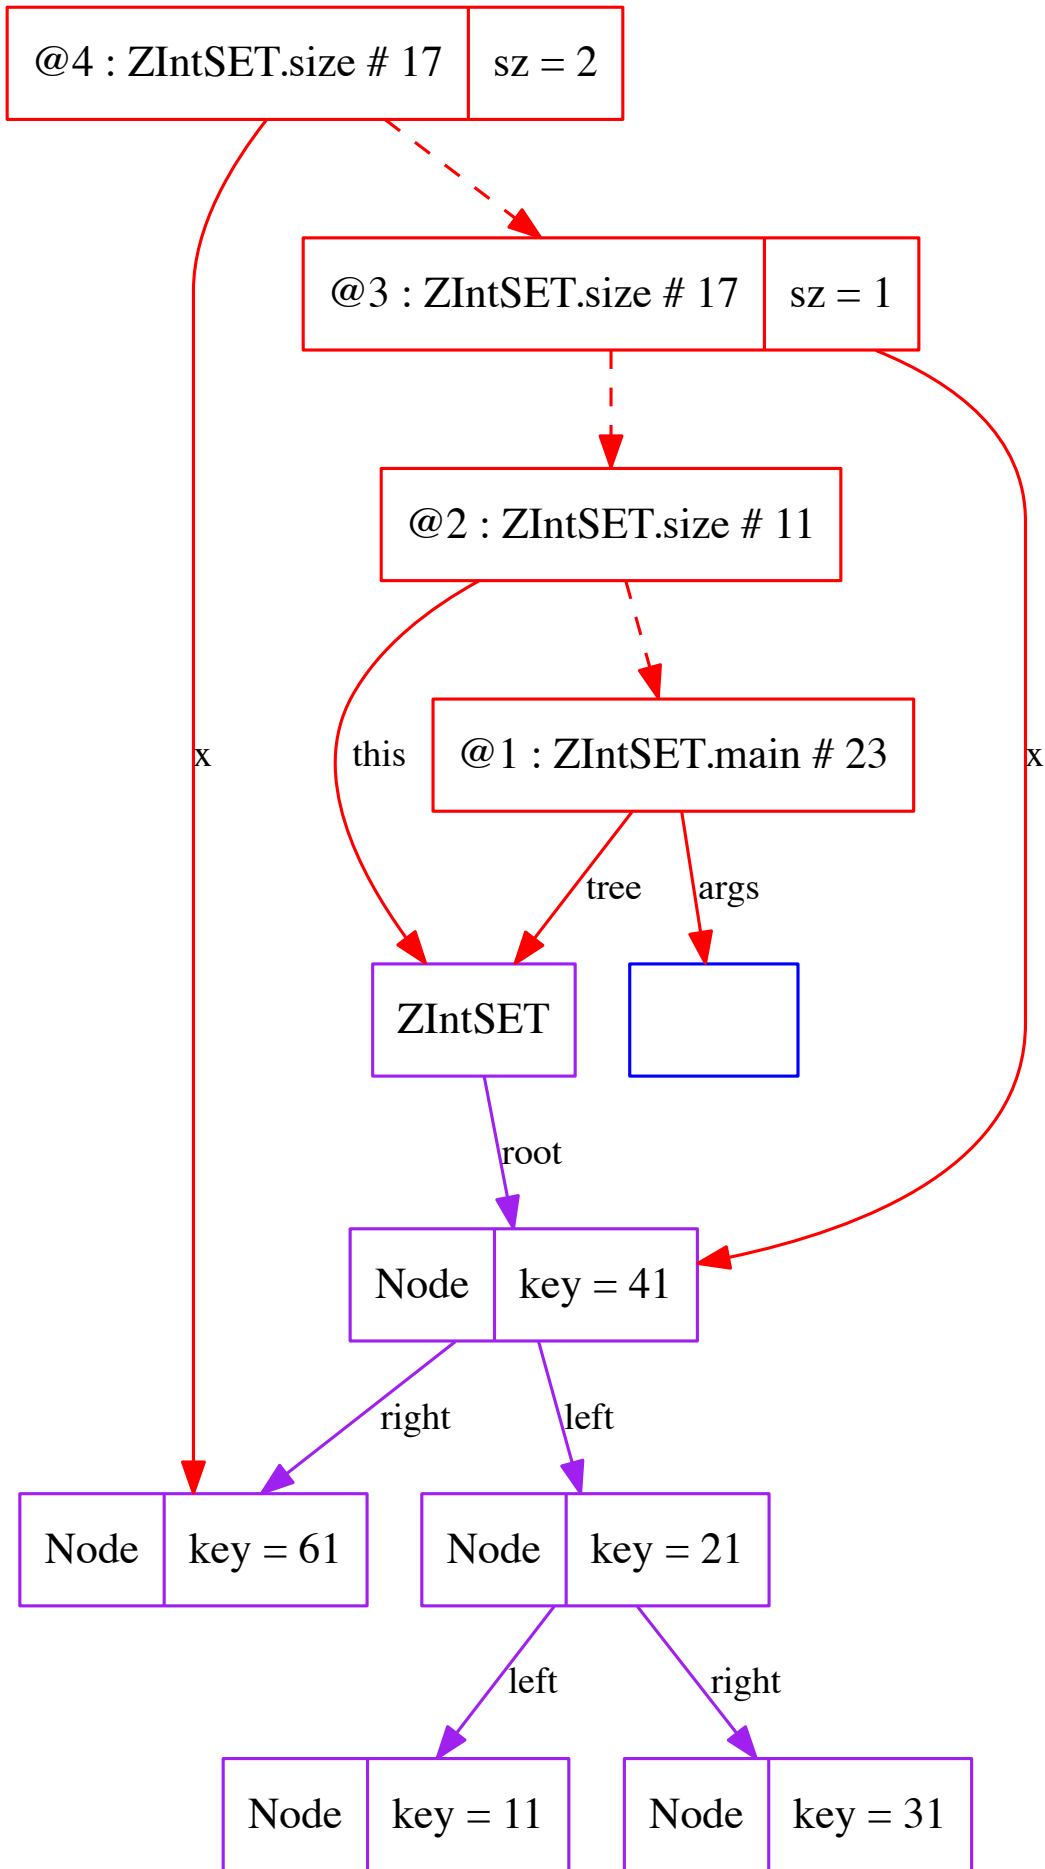 @4 : ZIntSET.size # 17 sz = 2
@3 : ZIntSET.size # 17 sz = 1
@2 : ZIntSET.size # 11
x
this
@1 : ZIntSET.main # 23
x
tree
args
ZIntSET
root
Node key = 41
right
left
Node key = 61
Node key = 21
left
right
Node key = 11
Node key = 31